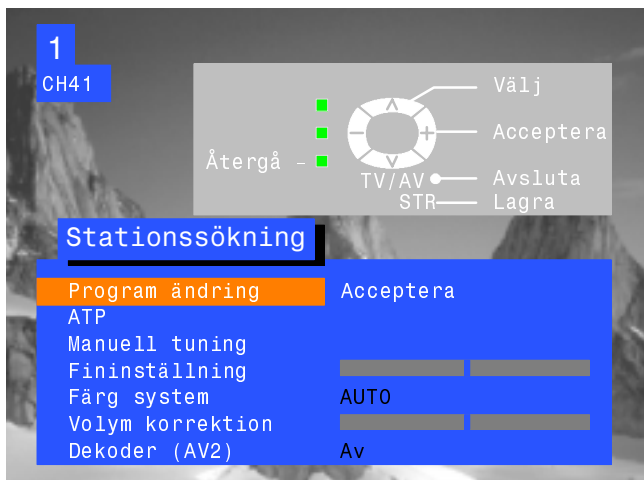 1
CH41
Välj
Acceptera
Återgå –
TV/AV Avsluta
STR Lagra
Stationssökning
Program ändring Acceptera
ATP
Manuell tuning
Fininställning
Färg system AUTO
Volym korrektion
Dekoder (AV2) Av